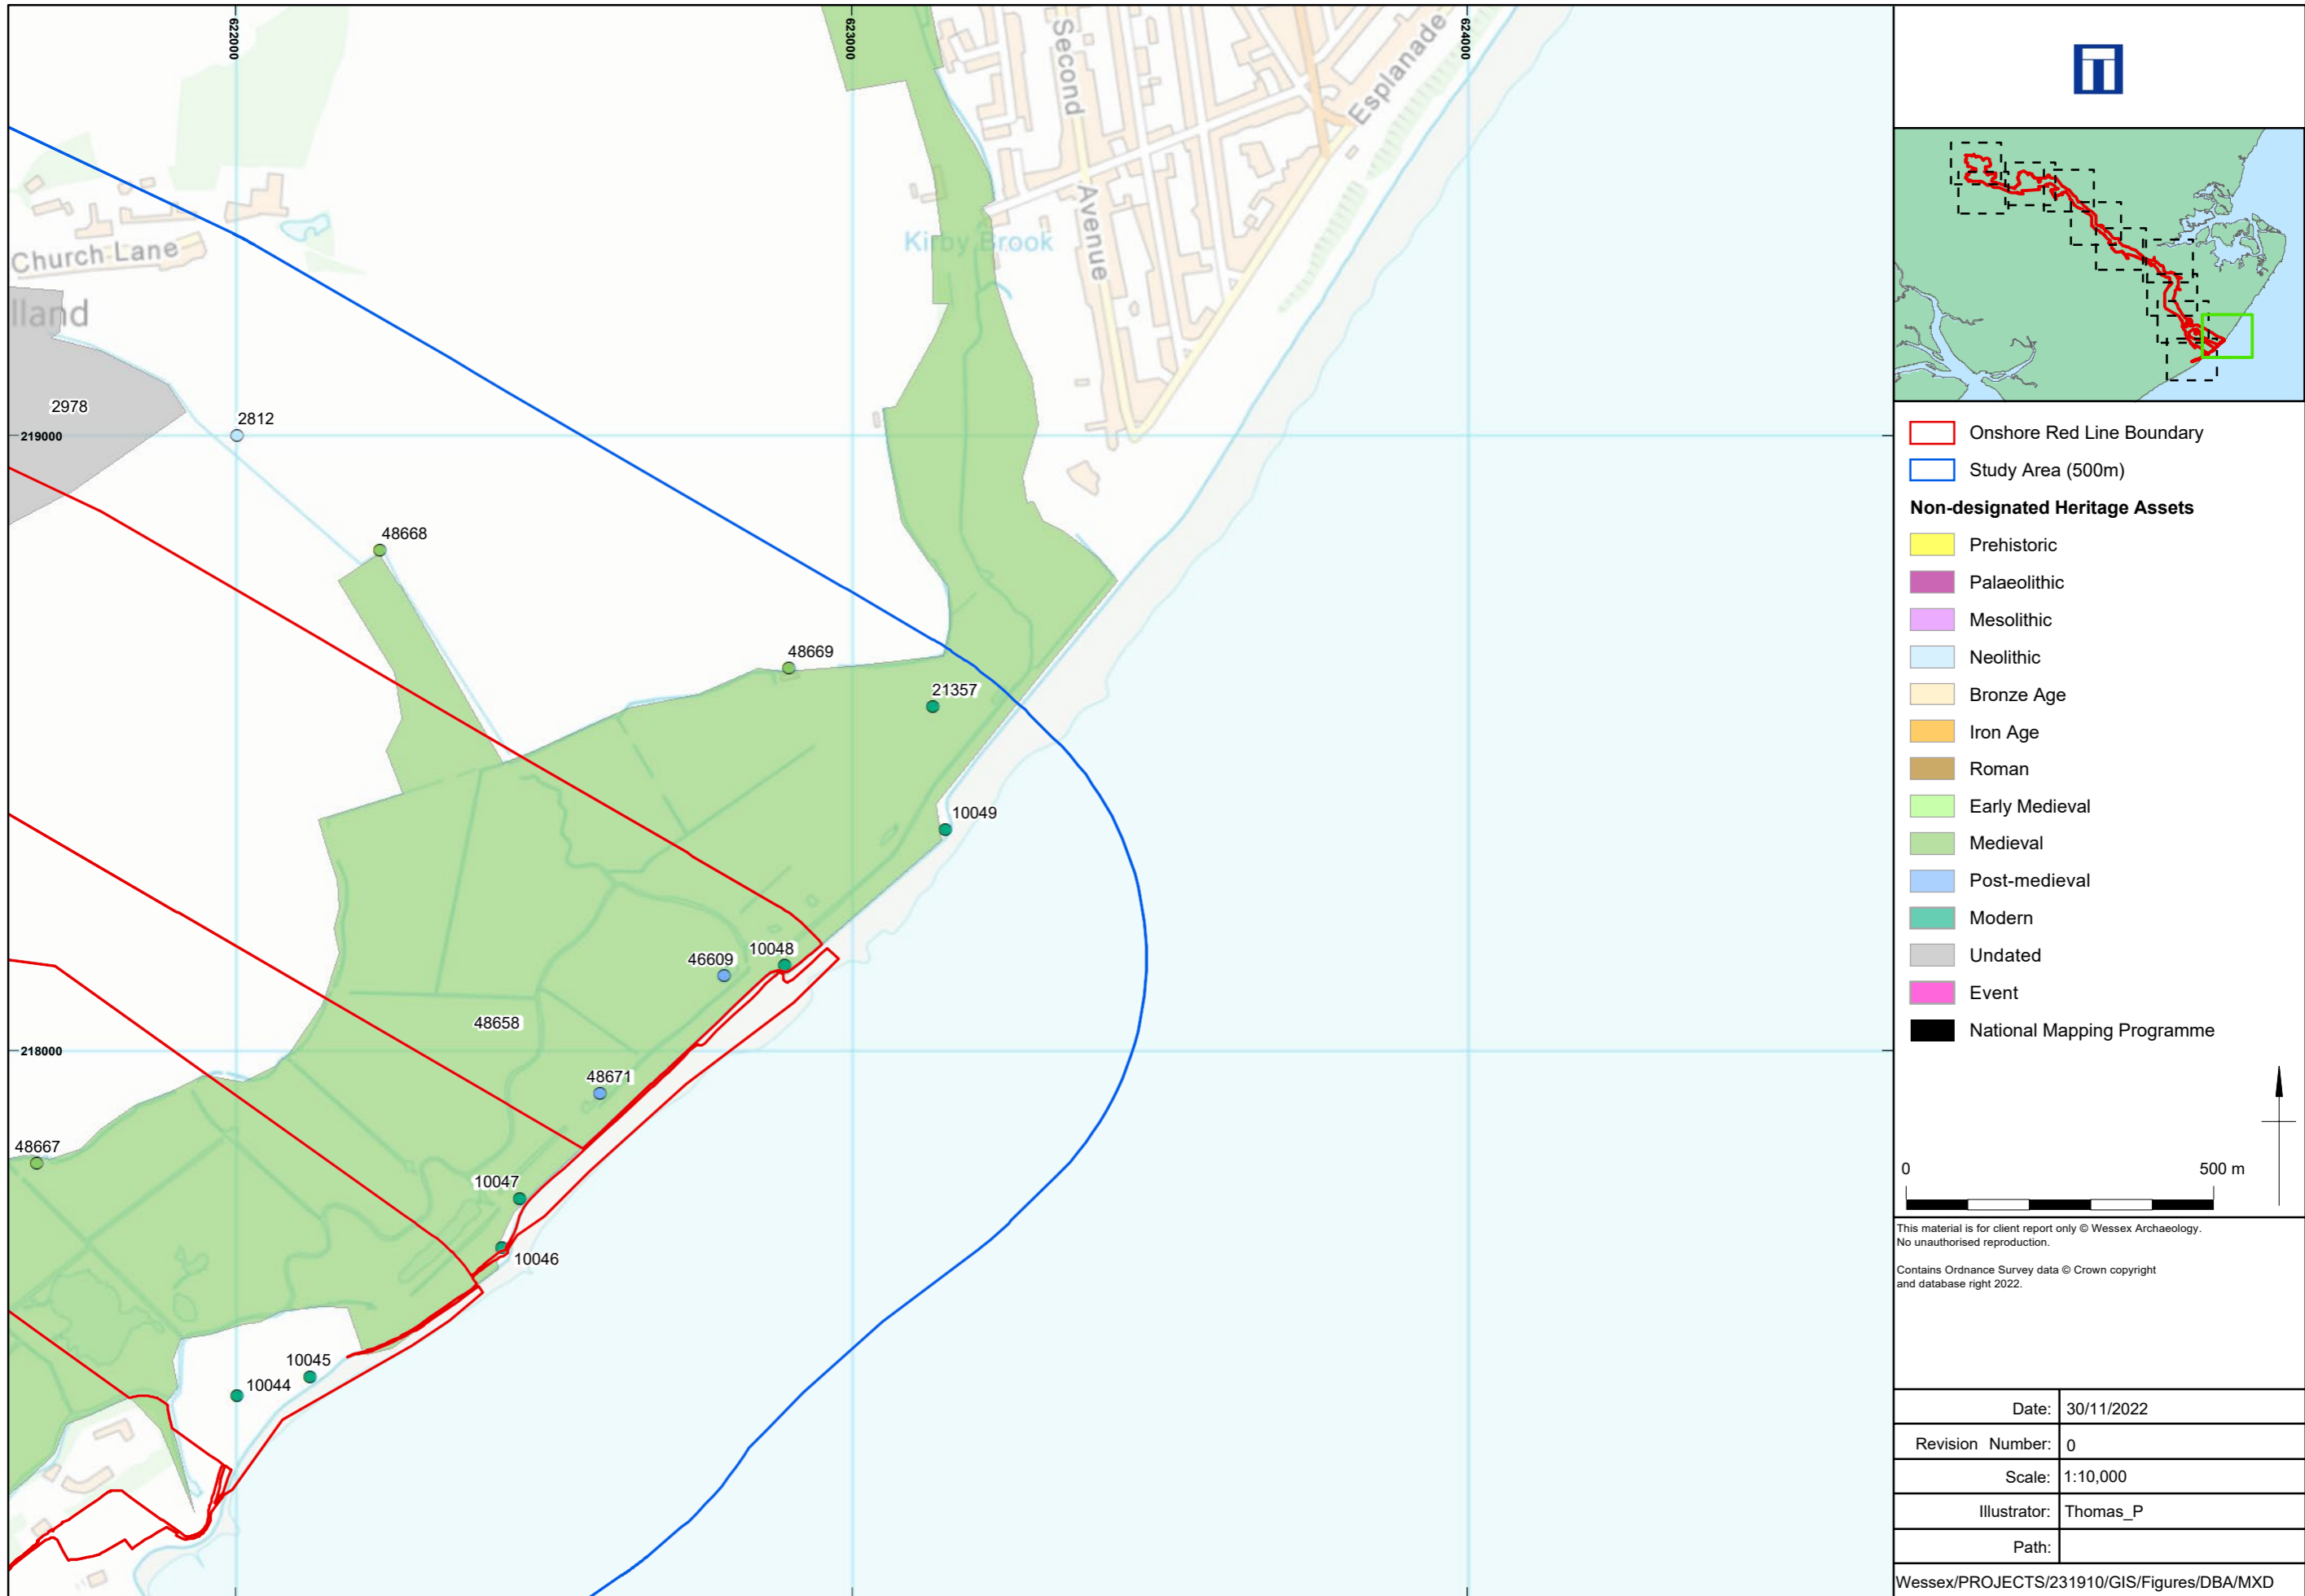 622000
623000
624000
Second
Avenue
Esplanade
Kirby Brook
Church Lane
lland
2978
2812
219000
48668
48669
21357
10049
10048
46609
48658
218000
48671
48667
10047
10046
10045
10044
Onshore Red Line Boundary
Study Area (500m)
Non-designated Heritage Assets
Prehistoric
Palaeolithic
Mesolithic
Neolithic
Bronze Age
Iron Age
Roman
Early Medieval
Medieval
Post-medieval
Modern
Undated
Event
National Mapping Programme
0 500 m
This material is for client report only © Wessex Archaeology.
No unauthorised reproduction.
Contains Ordnance Survey data © Crown copyright
and database right 2022.
Date: 30/11/2022
Revision Number: 0
Scale: 1:10,000
Illustrator: Thomas_P
Path:
Wessex/PROJECTS/231910/GIS/Figures/DBA/MXD